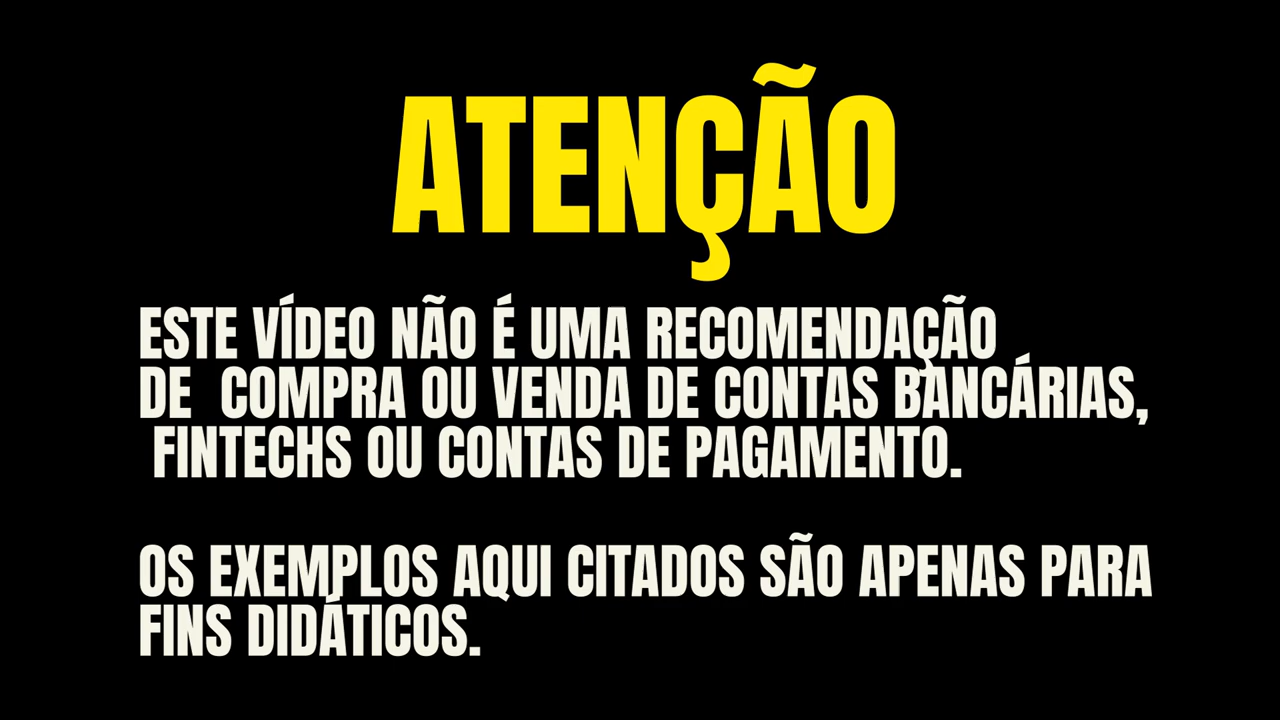 ATENÇÃO
ESTE VÍDEO NÃO É UMA RECOMENDAÇÃO
DE COMPRA OU VENDA DE CONTAS BANCÁRIAS,
FINTECHS OU CONTAS DE PAGAMENTO.
OS EXEMPLOS AQUI CITADOS SÃO APENAS PARA
FINS DIDÁTICOS.